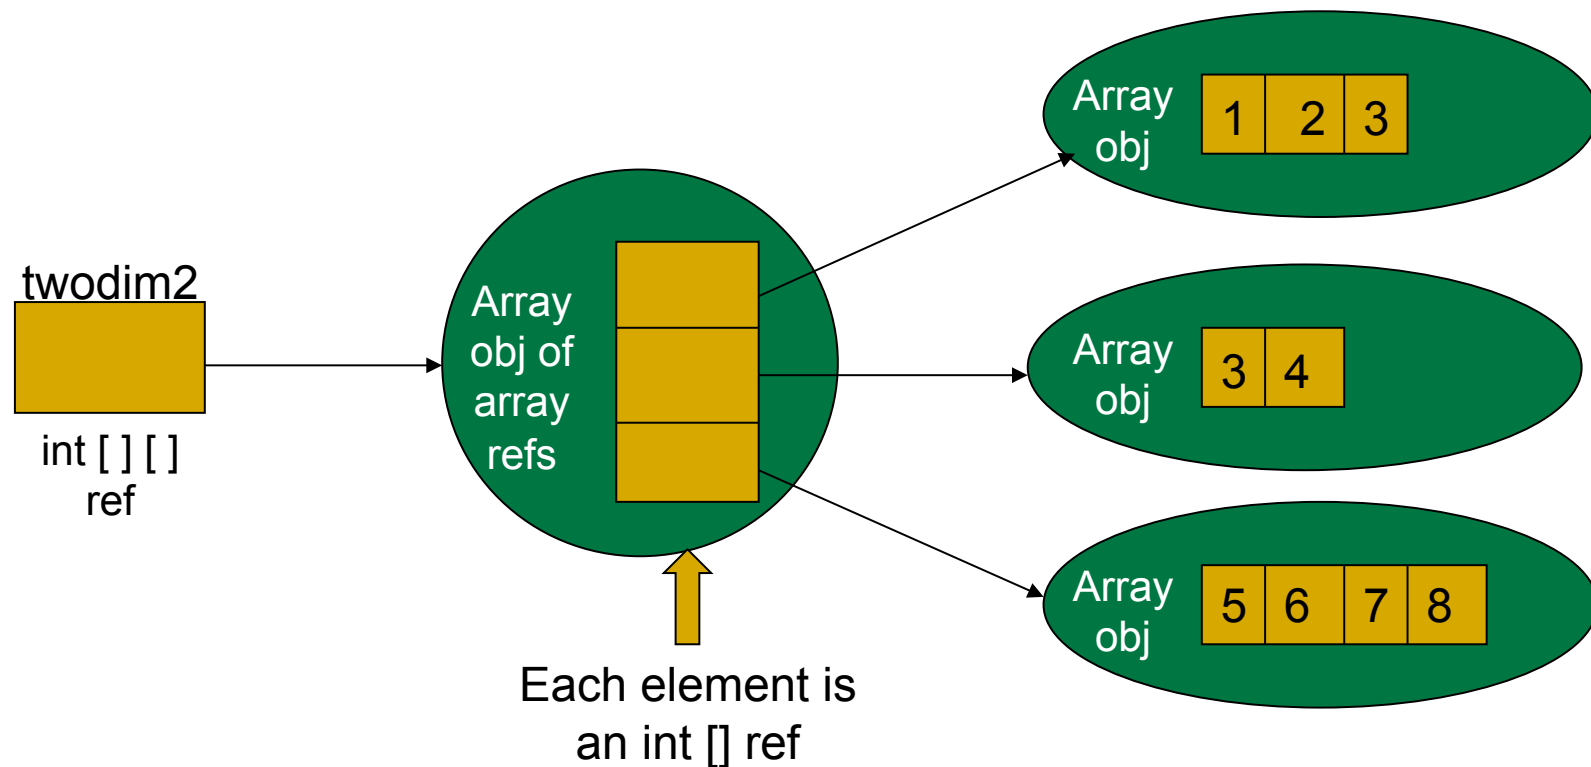 twodim2
int [ ] [ ]
ref
Array
obj of
array
refs
Each element is
an int [] ref
Array
obj
1 2 3
Array
obj
3 4
Array
obj
5 6 7 8